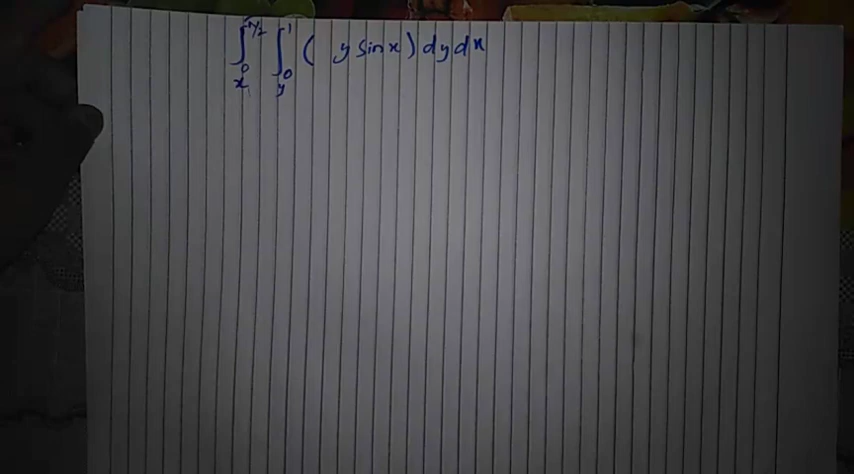 ∫₀^{π/2} ∫₀^{1} ( y sin x ) dy dx
x y